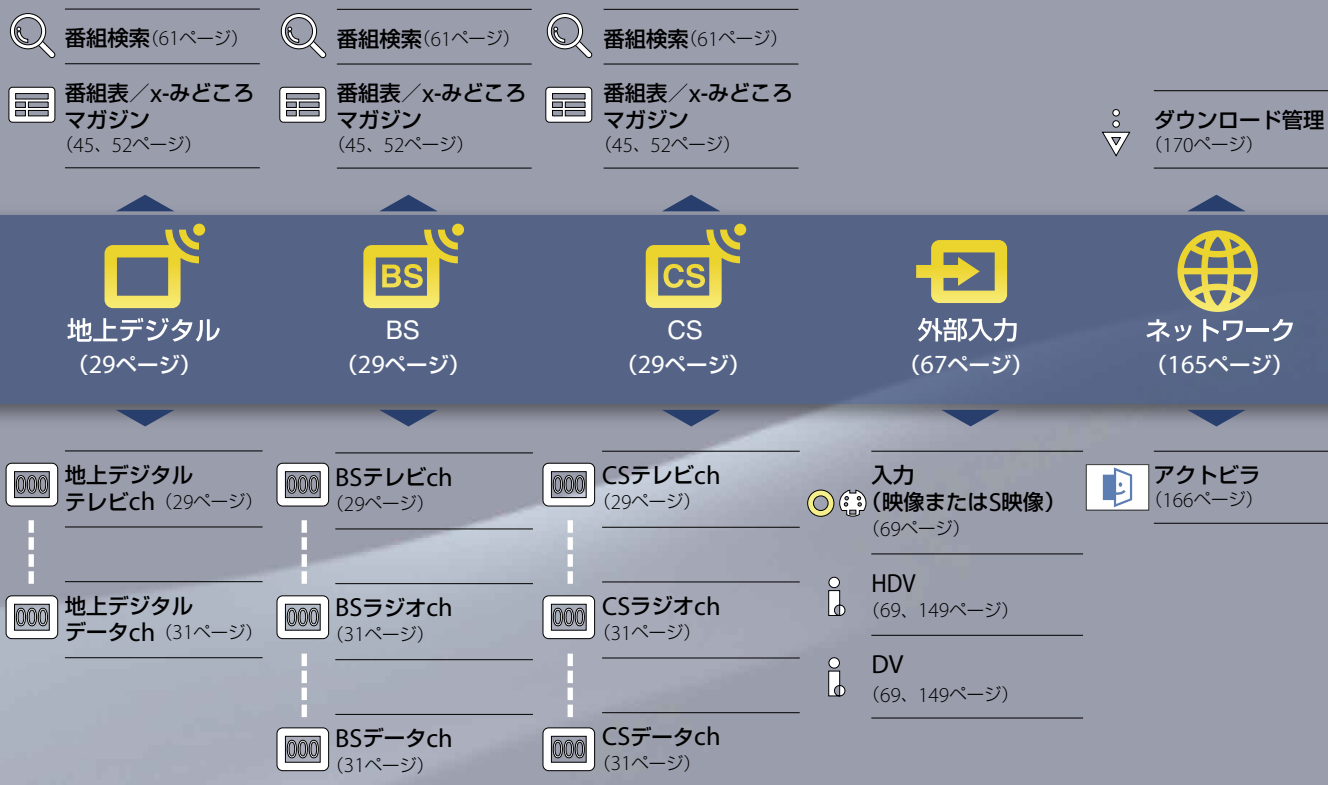 番組検索(61ページ)
番組表／x-みどころ
マガジン
(45、52ページ)
番組検索(61ページ)
番組表／x-みどころ
マガジン
(45、52ページ)
番組検索(61ページ)
番組表／x-みどころ
マガジン
(45、52ページ)
ダウンロード管理
(170ページ)
地上デジタル
(29ページ)
BS
BS
(29ページ)
CS
CS
(29ページ)
外部入力
(67ページ)
ネットワーク
(165ページ)
000
地上デジタル
テレビch (29ページ)
000
地上デジタル
データch (31ページ)
000
BSテレビch
(29ページ)
000
BSラジオch
(31ページ)
000
BSデータch
(31ページ)
000
CSテレビch
(29ページ)
000
CSラジオch
(31ページ)
000
CSデータch
(31ページ)
入力
(映像またはS映像)
(69ページ)
HDV
(69、149ページ)
DV
(69、149ページ)
アクトビラ
(166ページ)